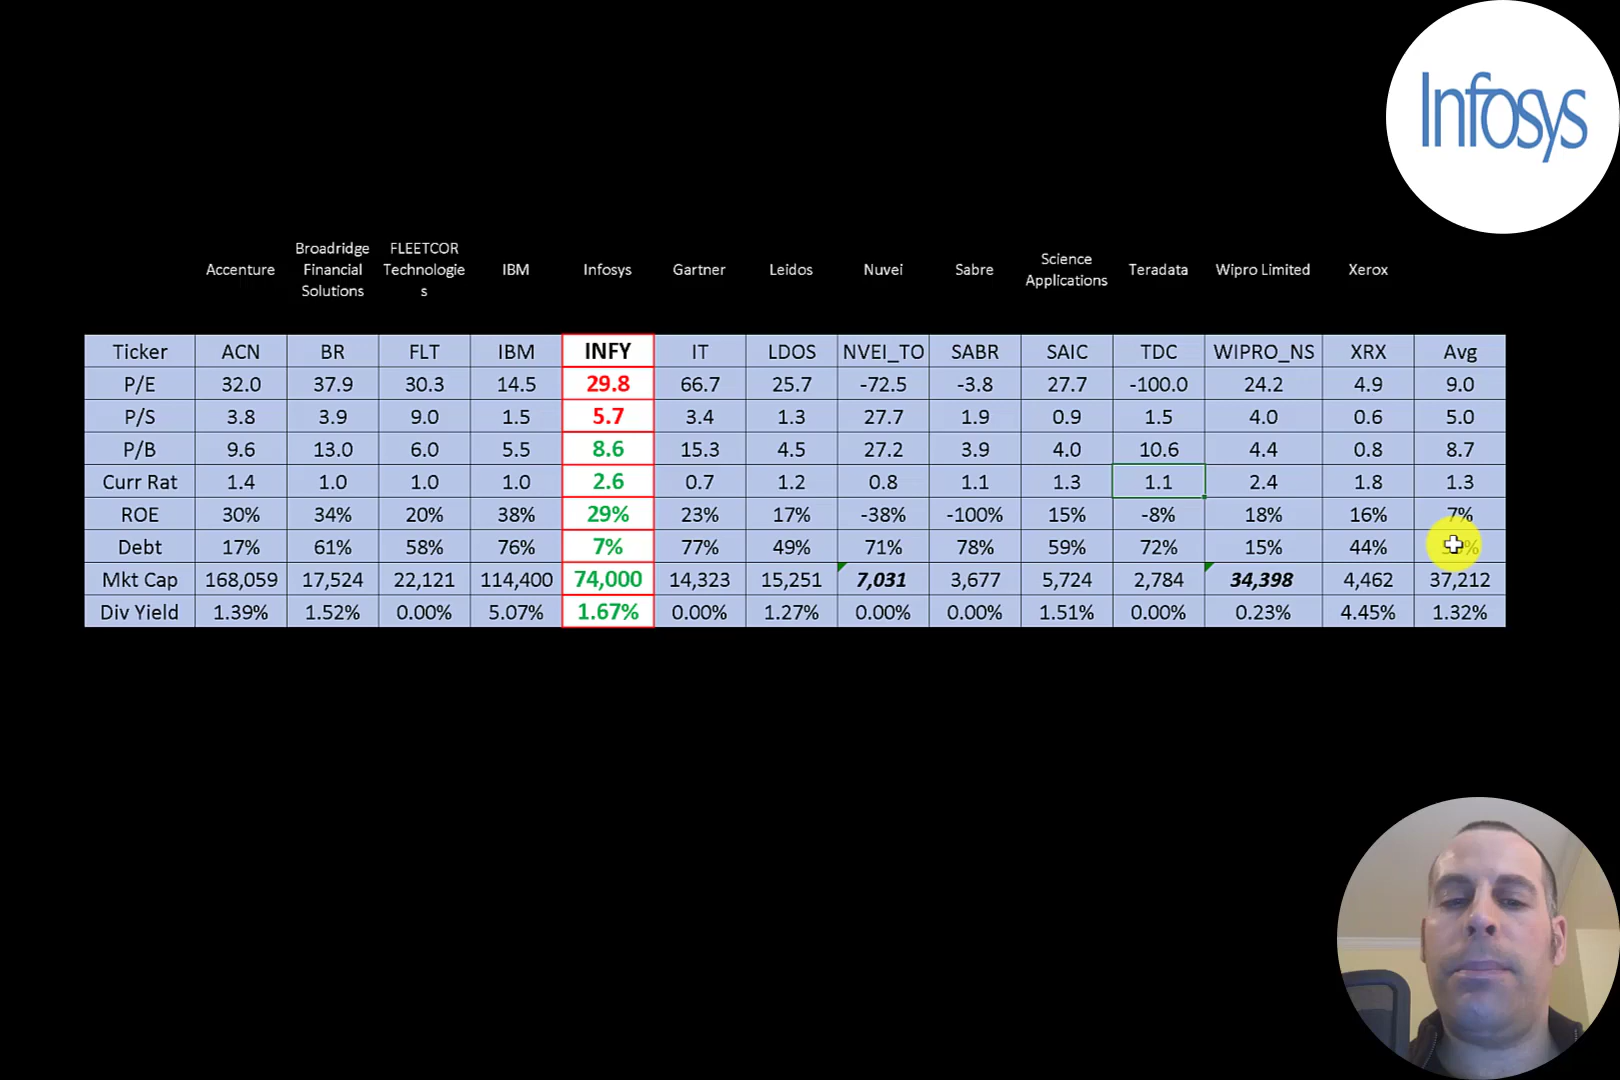 Infosys
Accenture Broadridge Financial Solutions FLEETCOR Technologies IBM Infosys Gartner Leidos Nuvei Sabre Science Applications Teradata Wipro Limited Xerox
Ticker ACN BR FLT IBM INFY IT LDOS NVEI_TO SABR SAIC TDC WIPRO_NS XRX Avg
P/E 32.0 37.9 30.3 14.5 29.8 66.7 25.7 -72.5 -3.8 27.7 -100.0 24.2 4.9 9.0
P/S 3.8 3.9 9.0 1.5 5.7 3.4 1.3 27.7 1.9 0.9 1.5 4.0 0.6 5.0
P/B 9.6 13.0 6.0 5.5 8.6 15.3 4.5 27.2 3.9 4.0 10.6 4.4 0.8 8.7
Curr Rat 1.4 1.0 1.0 1.0 2.6 0.7 1.2 0.8 1.1 1.3 1.1 2.4 1.8 1.3
ROE 30% 34% 20% 38% 29% 23% 17% -38% -100% 15% -8% 18% 16% 7%
Debt 17% 61% 58% 76% 7% 77% 49% 71% 78% 59% 72% 15% 44%
Mkt Cap 168,059 17,524 22,121 114,400 74,000 14,323 15,251 7,031 3,677 5,724 2,784 34,398 4,462 37,212
Div Yield 1.39% 1.52% 0.00% 5.07% 1.67% 0.00% 1.27% 0.00% 0.00% 1.51% 0.00% 0.23% 4.45% 1.32%